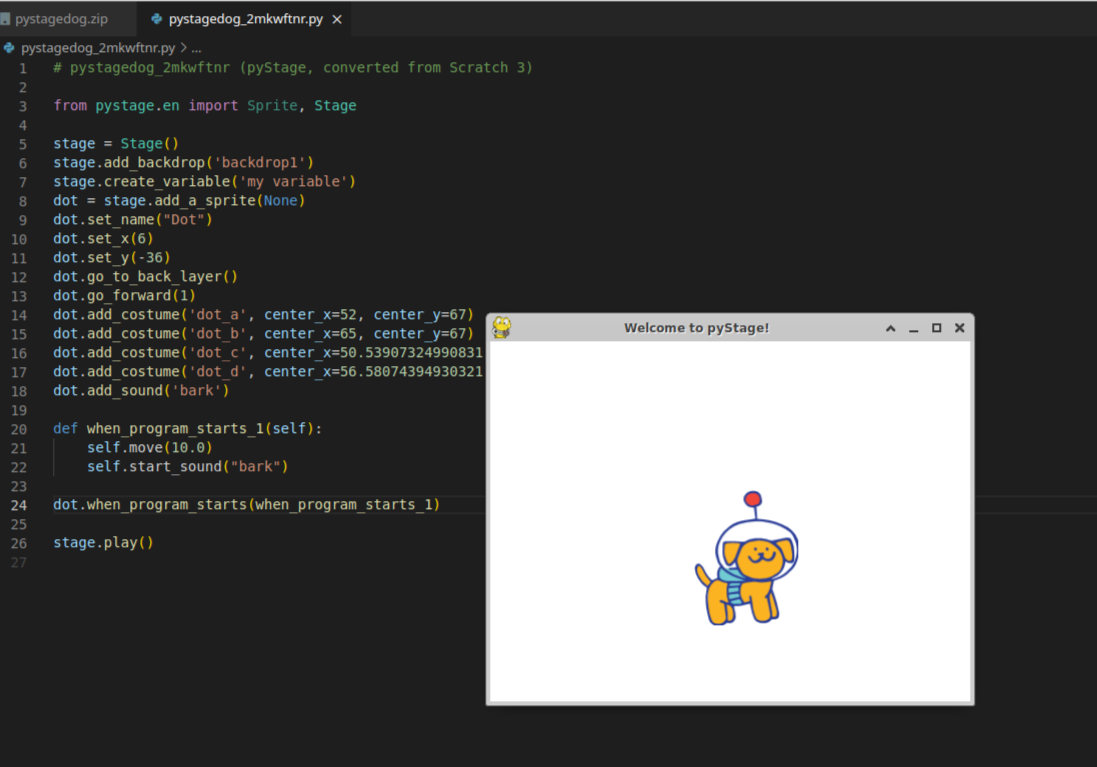 pystagedog.zip
pystagedog_2mkwftnr.py
pystagedog_2mkwftnr.py > ...
1 # pystagedog_2mkwftnr (pyStage, converted from Scratch 3)
2
3 from pystage.en import Sprite, Stage
4
5 stage = Stage()
6 stage.add_backdrop('backdrop1')
7 stage.create_variable('my variable')
8 dot = stage.add_a_sprite(None)
9 dot.set_name("Dot")
10 dot.set_x(6)
11 dot.set_y(-36)
12 dot.go_to_back_layer()
13 dot.go_forward(1)
14 dot.add_costume('dot_a', center_x=52, center_y=67)
15 dot.add_costume('dot_b', center_x=65, center_y=67)
16 dot.add_costume('dot_c', center_x=50.53907324990831
17 dot.add_costume('dot_d', center_x=56.58074394930321
18 dot.add_sound('bark')
19
20 def when_program_starts_1(self):
21 self.move(10.0)
22 self.start_sound("bark")
23
24 dot.when_program_starts(when_program_starts_1)
25
26 stage.play()
27
Welcome to pyStage!